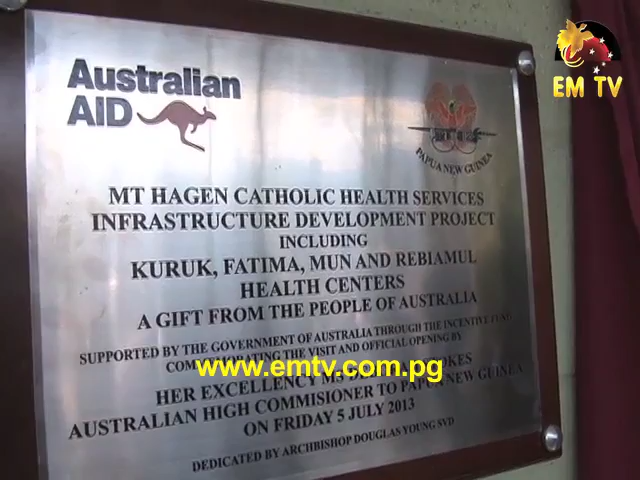 EM TV
Australian
AID
PAPUA NEW GUINEA
MT HAGEN CATHOLIC HEALTH SERVICES
INFRASTRUCTURE DEVELOPMENT PROJECT
INCLUDING
KURUK, FATIMA, MUN AND REBIAMUL
HEALTH CENTERS
A GIFT FROM THE PEOPLE OF AUSTRALIA
SUPPORTED BY THE GOVERNMENT OF AUSTRALIA THROUGH THE INCENTIVE FUND
COMMEMORATING THE VISIT AND OFFICIAL OPENING BY
www.emtv.com.pg
HER EXCELLENCY MS
AUSTRALIAN HIGH COMMISIONER TO PAPUA NEW GUINEA
ON FRIDAY 5 JULY 2013
DEDICATED BY ARCHBISHOP DOUGLAS YOUNG SVD